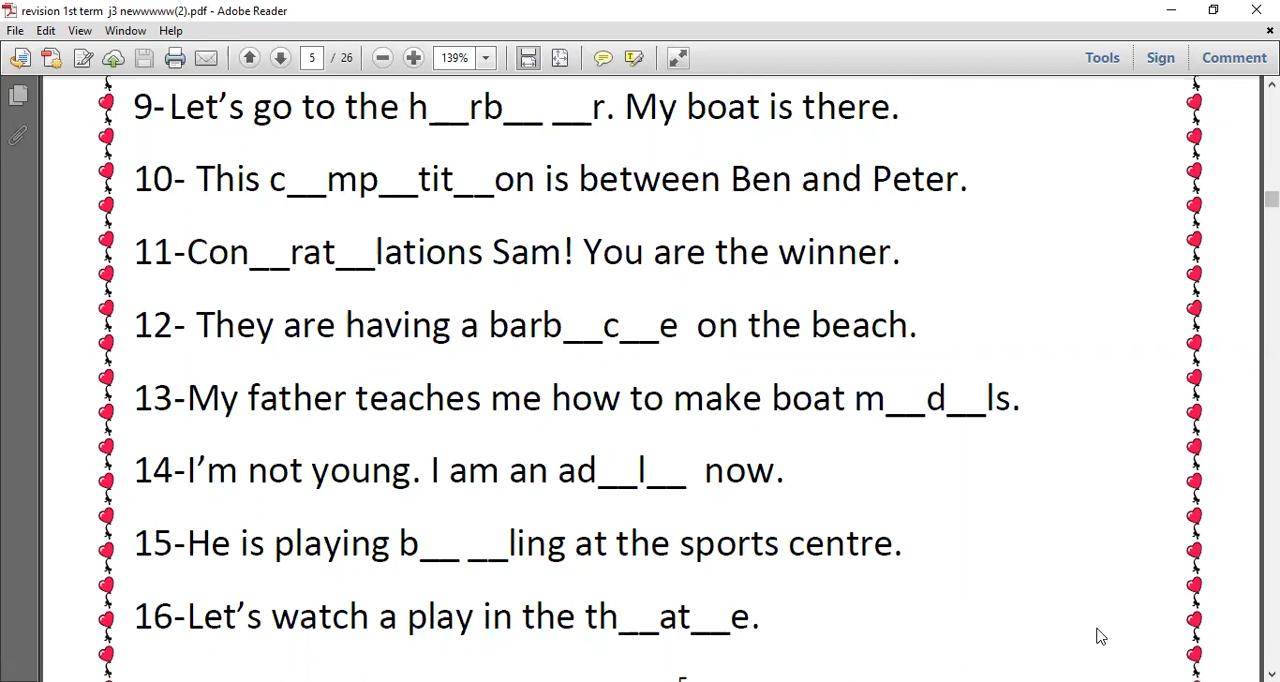 revision 1st term  j3 newwwww(2).pdf - Adobe Reader
File Edit View Window Help
5 / 26 139% Tools Sign Comment
9-Let’s go to the h__rb__ __r. My boat is there.
10- This c__mp__tit__on is between Ben and Peter.
11-Con__rat__lations Sam! You are the winner.
12- They are having a barb__c__e  on the beach.
13-My father teaches me how to make boat m__d__ls.
14-I’m not young. I am an ad__l__  now.
15-He is playing b__ __ling at the sports centre.
16-Let’s watch a play in the th__at__e.